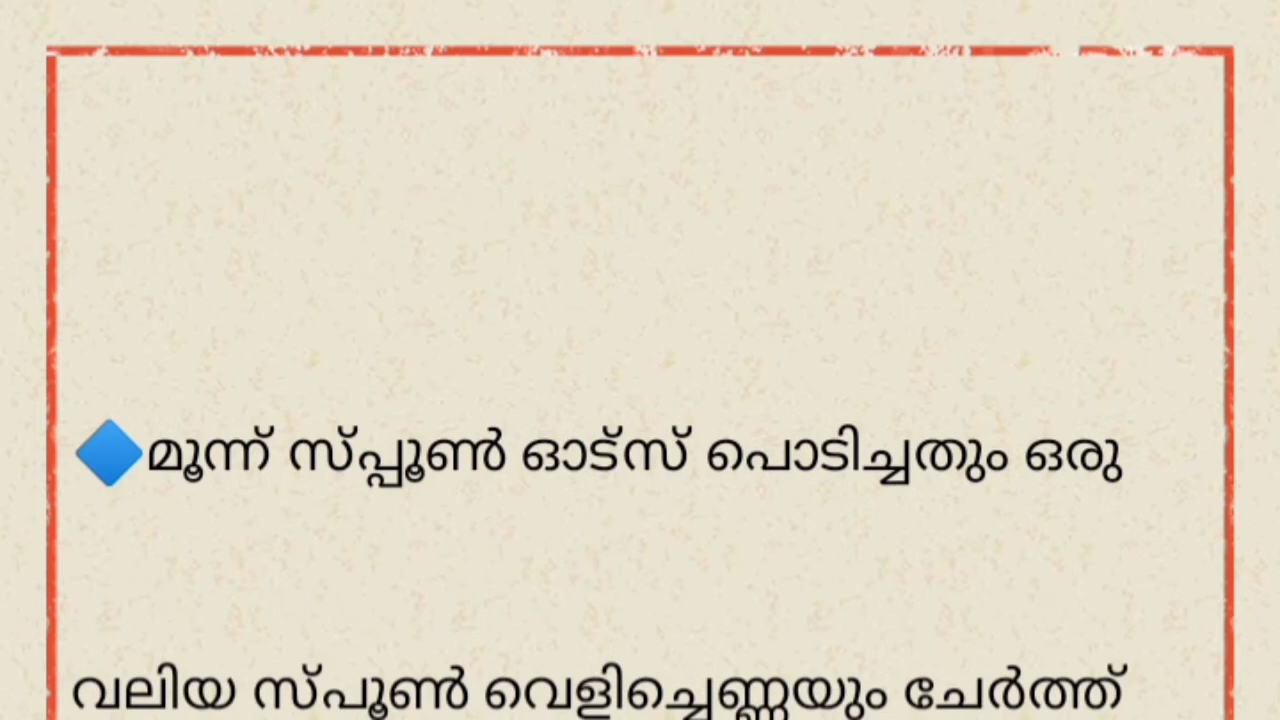 🔷മൂന്ന് സ്പ്പൂൺ ഓട്സ് പൊടിച്ചതും ഒരു
വലിയ സ്പൂൺ വെളിച്ചെണ്ണയും ചേർത്ത്